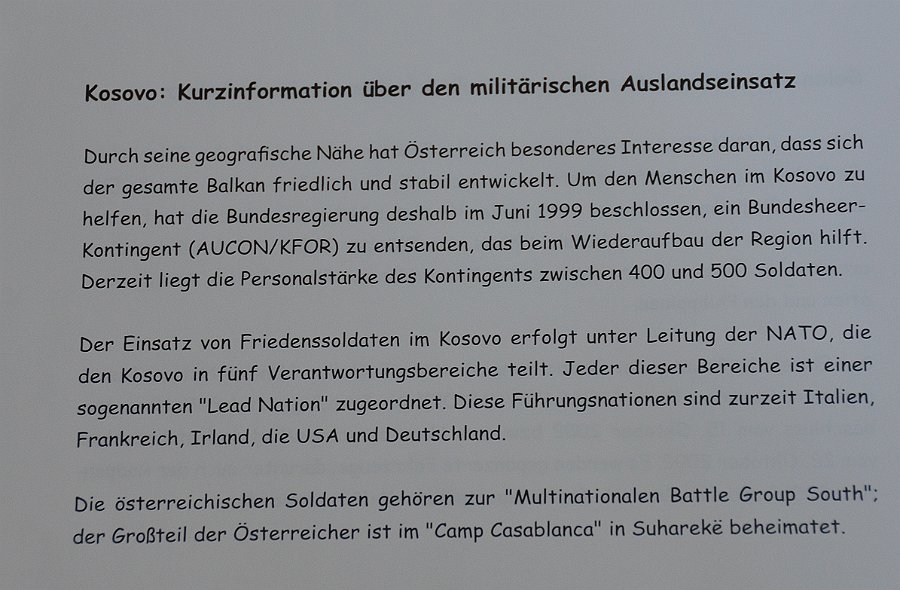 Kosovo: Kurzinformation über den militärischen Auslandseinsatz
Durch seine geografische Nähe hat Österreich besonderes Interesse daran, dass sich
der gesamte Balkan friedlich und stabil entwickelt. Um den Menschen im Kosovo zu
helfen, hat die Bundesregierung deshalb im Juni 1999 beschlossen, ein Bundesheer-
Kontingent (AUCON/KFOR) zu entsenden, das beim Wiederaufbau der Region hilft.
Derzeit liegt die Personalstärke des Kontingents zwischen 400 und 500 Soldaten.
Der Einsatz von Friedenssoldaten im Kosovo erfolgt unter Leitung der NATO, die
den Kosovo in fünf Verantwortungsbereiche teilt. Jeder dieser Bereiche ist einer
sogenannten "Lead Nation" zugeordnet. Diese Führungsnationen sind zurzeit Italien,
Frankreich, Irland, die USA und Deutschland.
Die österreichischen Soldaten gehören zur "Multinationalen Battle Group South";
der Großteil der Österreicher ist im "Camp Casablanca" in Suharekë beheimatet.